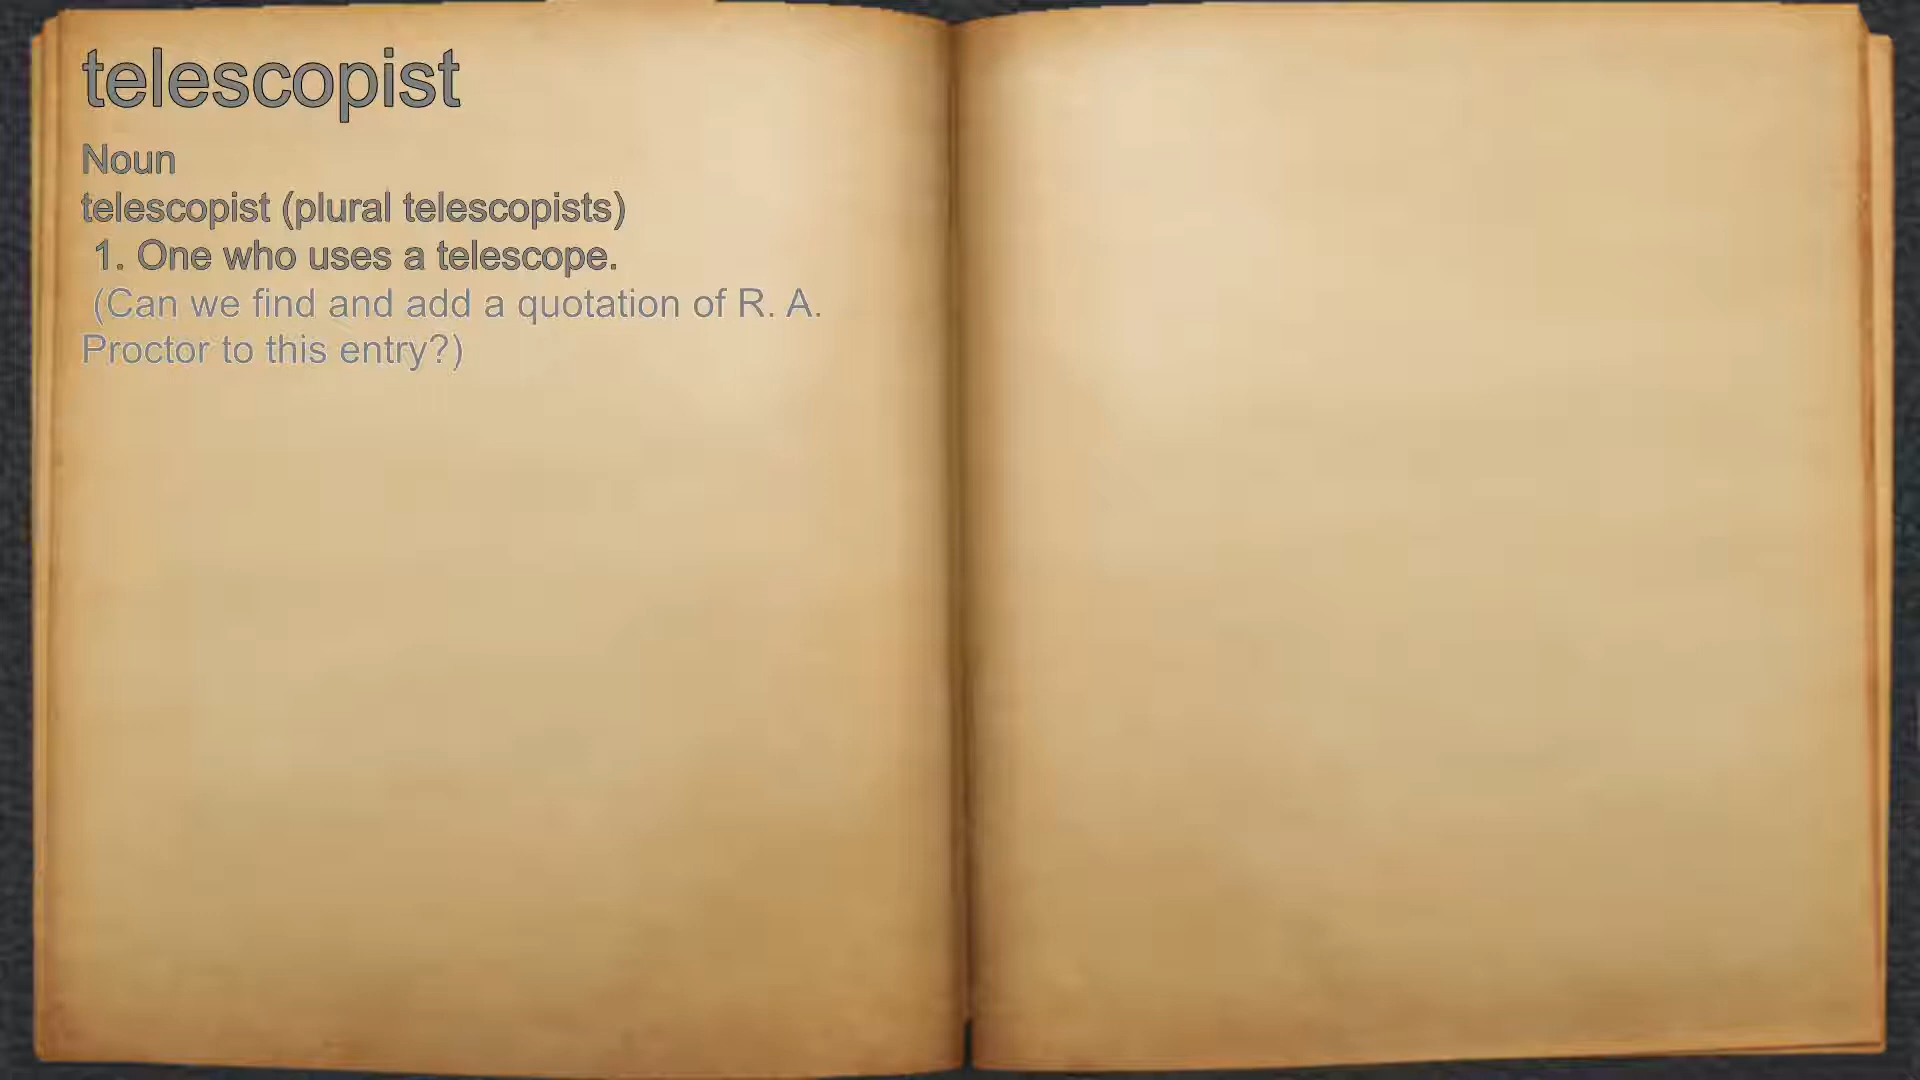 telescopist
Noun
telescopist (plural telescopists)
1. One who uses a telescope.
(Can we find and add a quotation of R. A.
Proctor to this entry?)